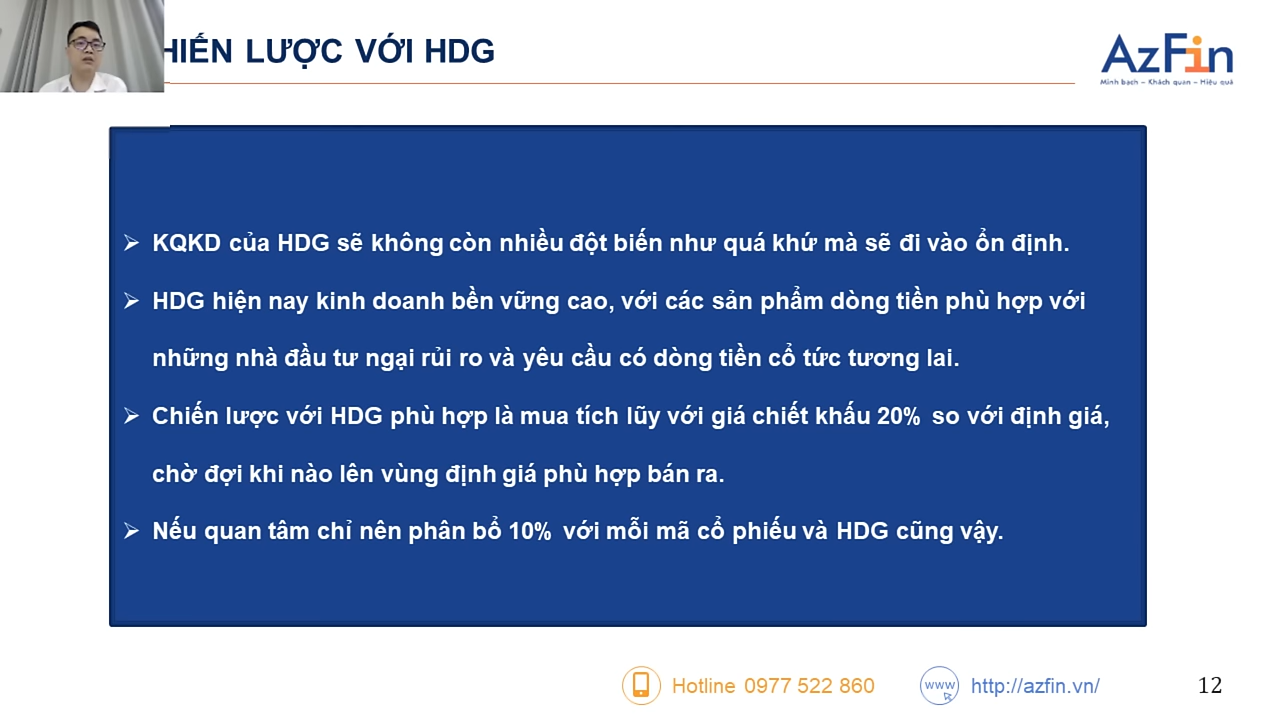 HIẾN LƯỢC VỚI HDG
AzFin
Minh bạch – Khách quan – Hiệu quả
KQKD của HDG sẽ không còn nhiều đột biến như quá khứ mà sẽ đi vào ổn định.
HDG hiện nay kinh doanh bền vững cao, với các sản phẩm dòng tiền phù hợp với
những nhà đầu tư ngại rủi ro và yêu cầu có dòng tiền cổ tức tương lai.
Chiến lược với HDG phù hợp là mua tích lũy với giá chiết khấu 20% so với định giá,
chờ đợi khi nào lên vùng định giá phù hợp bán ra.
Nếu quan tâm chỉ nên phân bổ 10% với mỗi mã cổ phiếu và HDG cũng vậy.
Hotline 0977 522 860
www
http://azfin.vn/
12